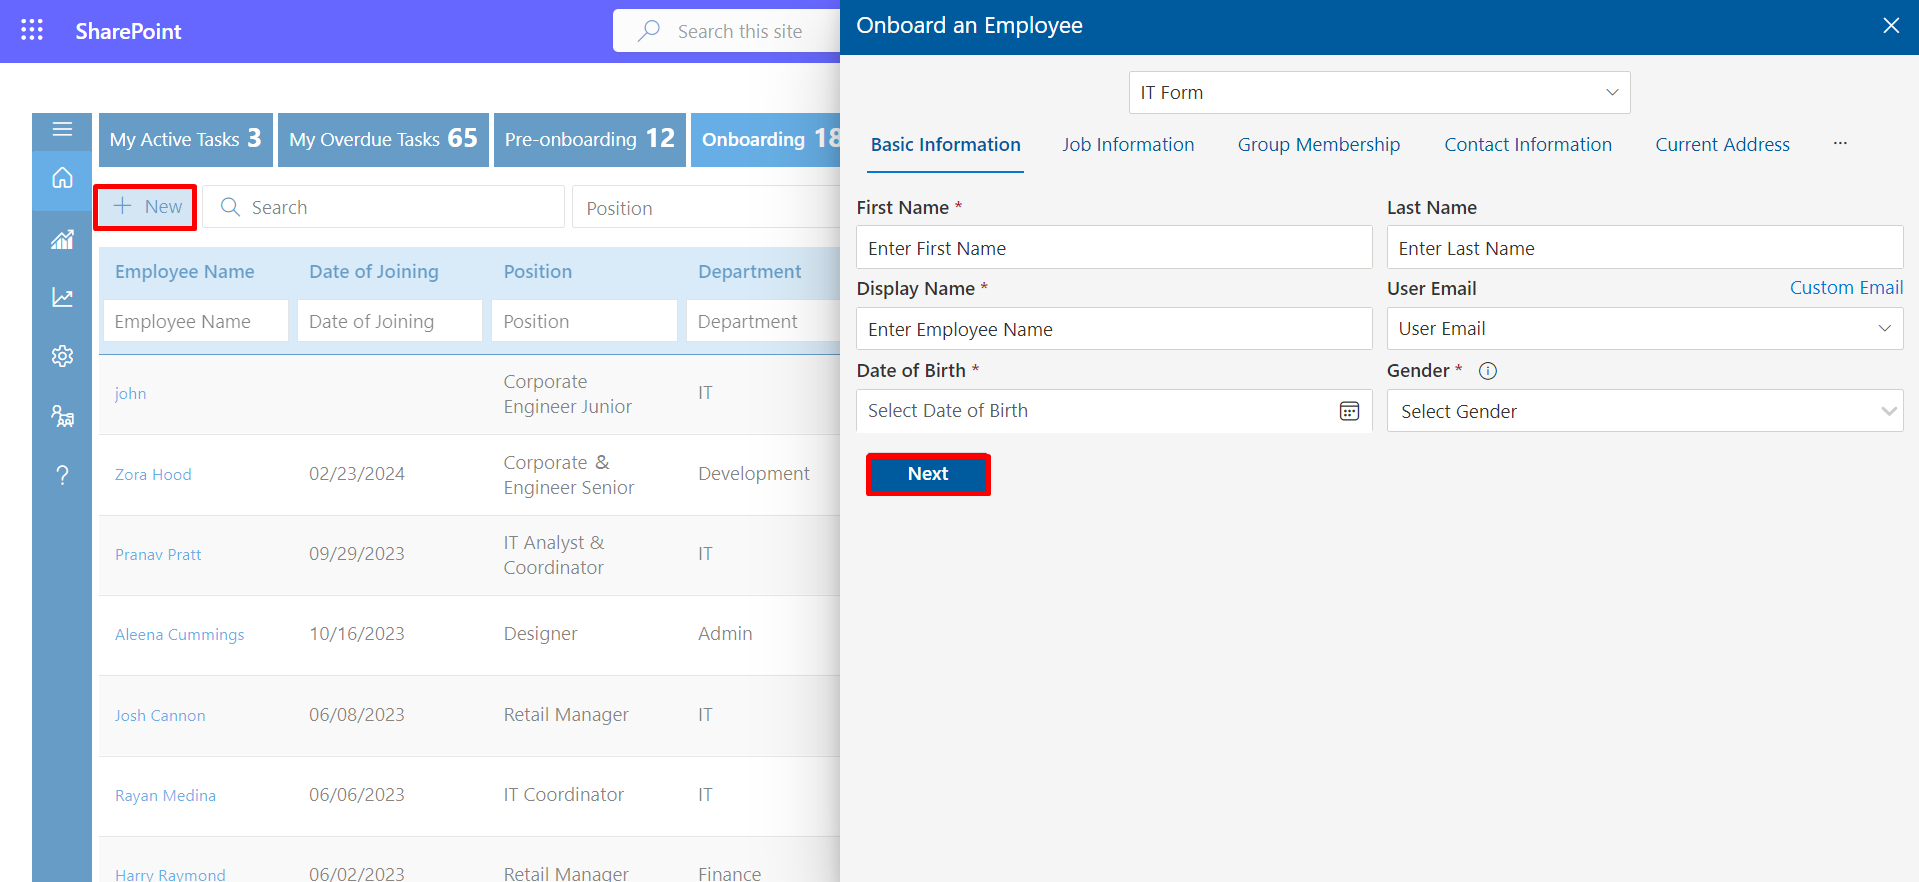 SharePoint
Search this site
My Active Tasks 3
My Overdue Tasks 65
Pre-onboarding 12
Onboarding 18
New
Search
Position
Employee Name
Date of Joining
Position
Department
Employee Name
Date of Joining
Position
Department
john
Corporate
Engineer Junior
IT
Zora Hood
02/23/2024
Corporate &
Engineer Senior
Development
Pranav Pratt
09/29/2023
IT Analyst &
Coordinator
IT
Aleena Cummings
10/16/2023
Designer
Admin
Josh Cannon
06/08/2023
Retail Manager
IT
Rayan Medina
06/06/2023
IT Coordinator
IT
Harry Raymond
06/02/2023
Retail Manager
Finance
Onboard an Employee
IT Form
Basic Information
Job Information
Group Membership
Contact Information
Current Address
...
First Name *
Last Name
Enter First Name
Enter Last Name
Display Name *
User Email
Custom Email
Enter Employee Name
User Email
Date of Birth *
Gender *
Select Date of Birth
Select Gender
Next